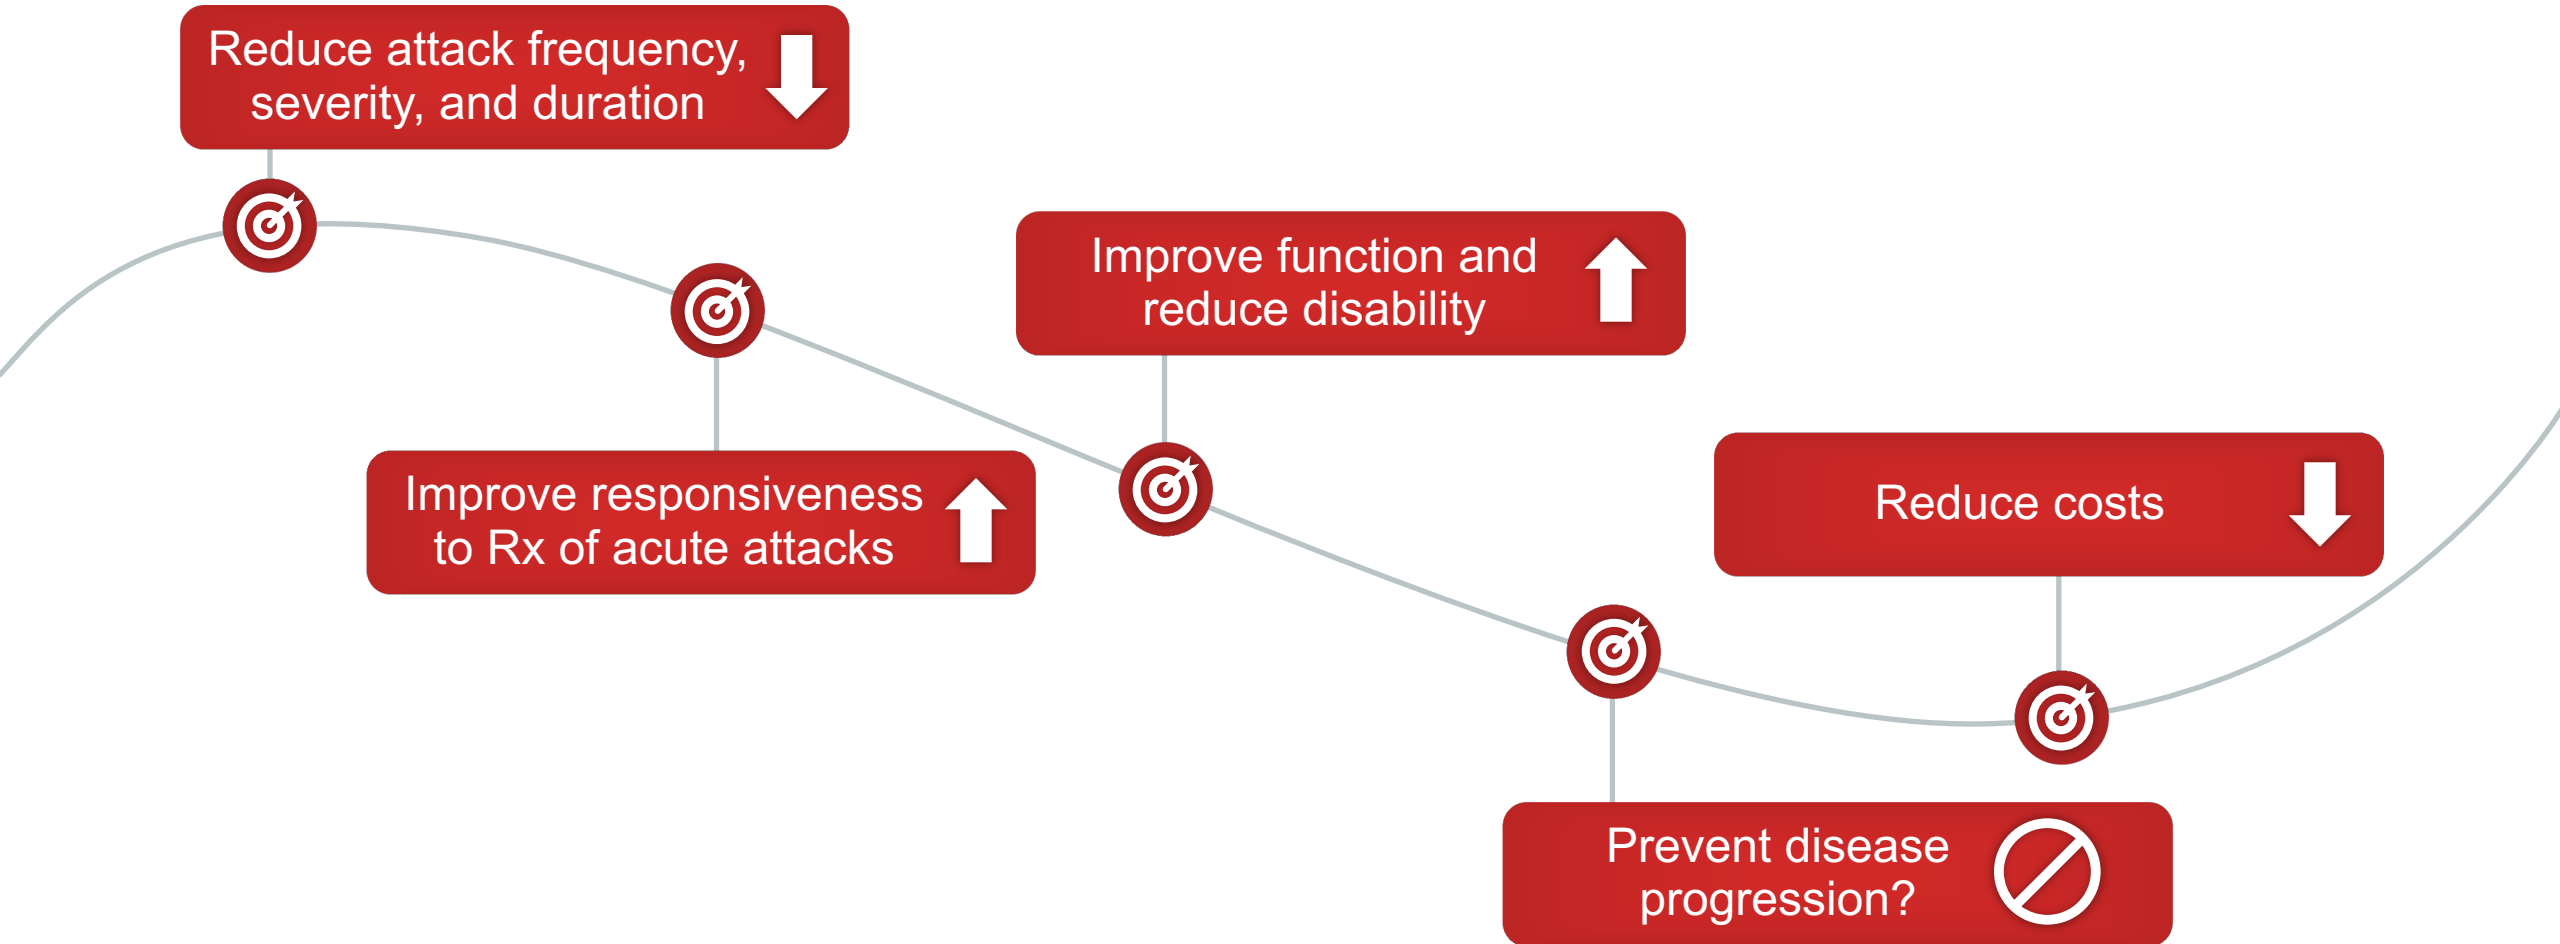 Reduce attack frequency,
severity, and duration
Improve responsiveness
to Rx of acute attacks
Improve function and
reduce disability
Prevent disease
progression?
Reduce costs